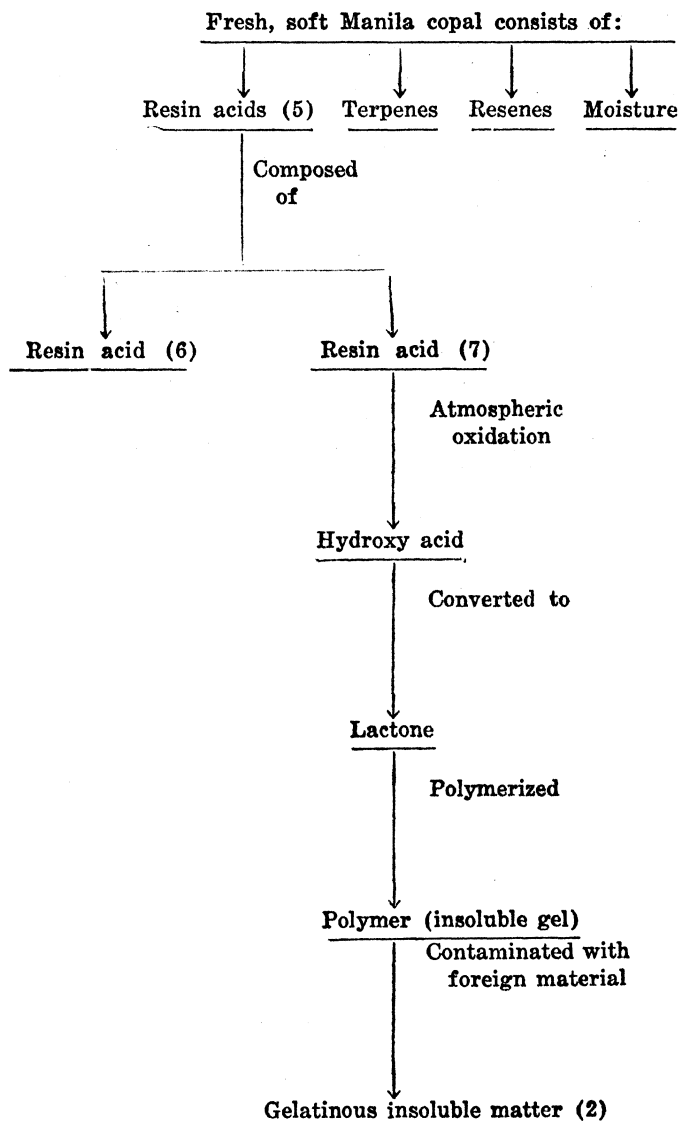 Fresh, soft Manila copal consists of:
Resin acids (5) Terpenes Resenes Moisture
Composed
of
Resin acid (6) Resin acid (7)
Atmospheric
oxidation
Hydroxy acid
Converted to
Lactone
Polymerized
Polymer (insoluble gel)
Contaminated with
foreign material
Gelatinous insoluble matter (2)